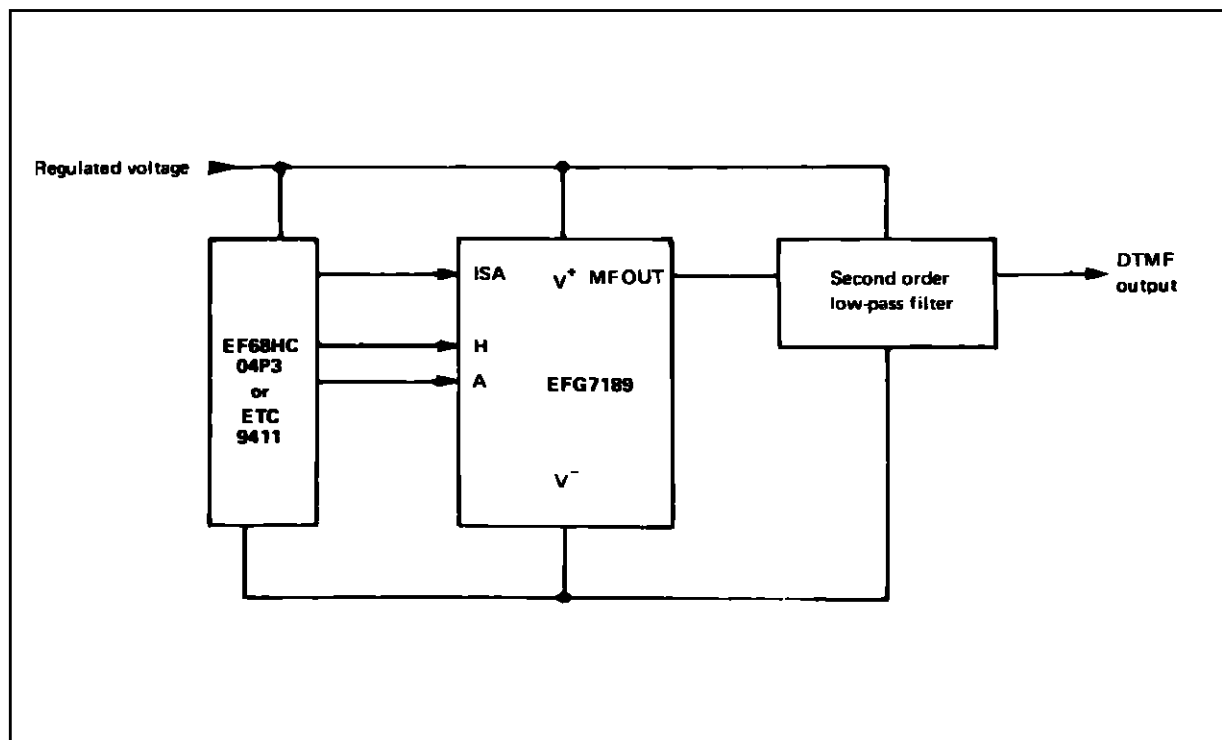 Regulated voltage
EF68HC
04P3
or
ETC
9411
ISA
H
A
V+
MFOUT
EFG7189
V-
Second order
low-pass filter
DTMF
output